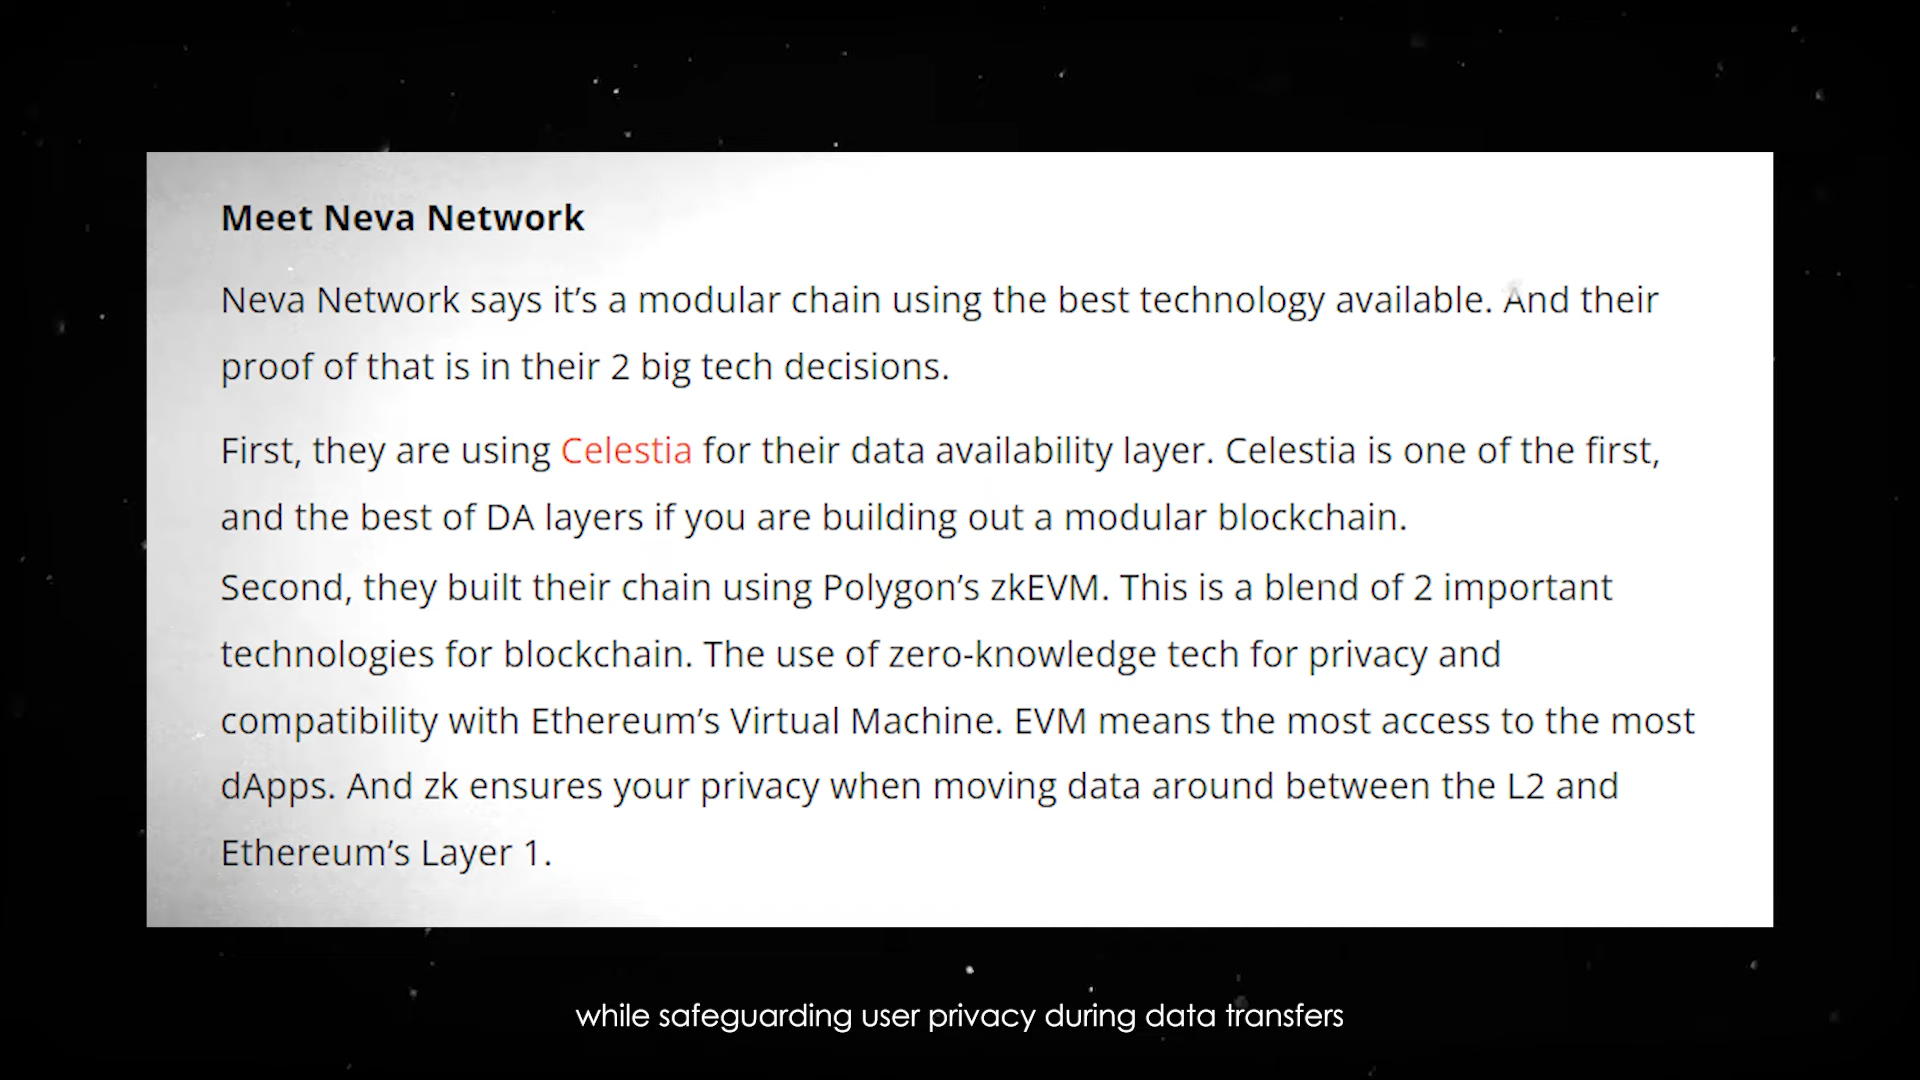 Meet Neva Network
Neva Network says it’s a modular chain using the best technology available. And their
proof of that is in their 2 big tech decisions.
First, they are using Celestia for their data availability layer. Celestia is one of the first,
and the best of DA layers if you are building out a modular blockchain.
Second, they built their chain using Polygon’s zkEVM. This is a blend of 2 important
technologies for blockchain. The use of zero-knowledge tech for privacy and
compatibility with Ethereum’s Virtual Machine. EVM means the most access to the most
dApps. And zk ensures your privacy when moving data around between the L2 and
Ethereum’s Layer 1.
while safeguarding user privacy during data transfers